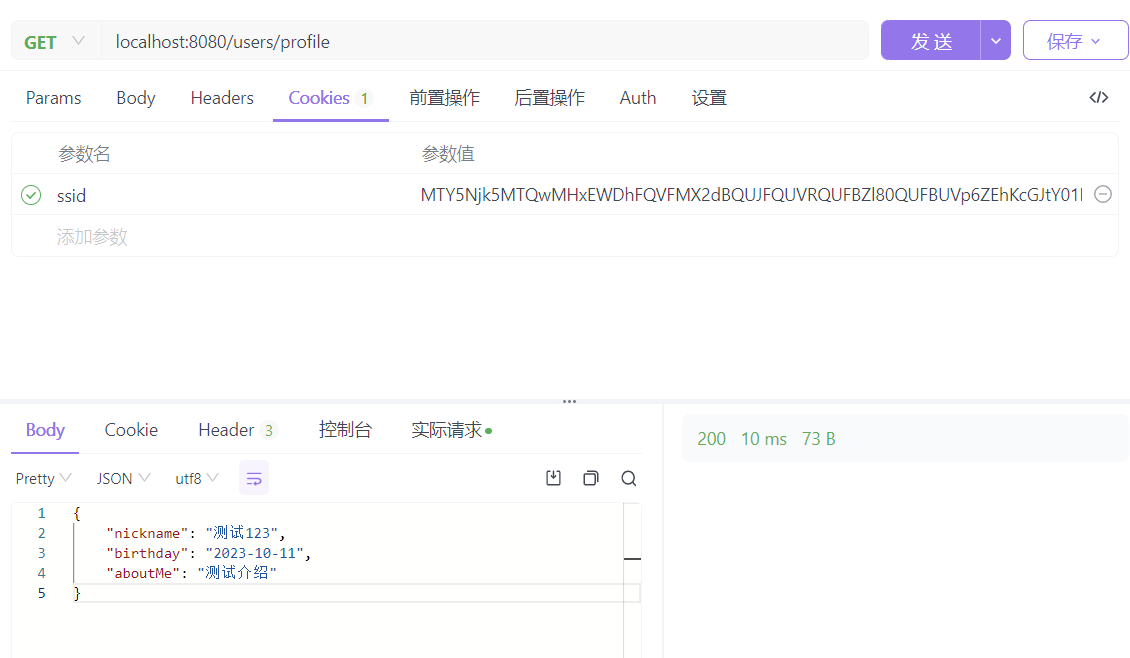 GET localhost:8080/users/profile 发 送 保存
Params Body Headers Cookies 1 前置操作 后置操作 Auth 设置
参数名 参数值
ssid MTY5Njk5MTQwMHxEWDhFQVFMX2dBQUJFQUVRQUFBZl80QUFBUVp6ZEhKcGJtY01I
添加参数
Body Cookie Header 3 控制台 实际请求
200 10 ms 73 B
Pretty JSON utf8
1 {
2 "nickname": "测试123",
3 "birthday": "2023-10-11",
4 "aboutMe": "测试介绍"
5 }